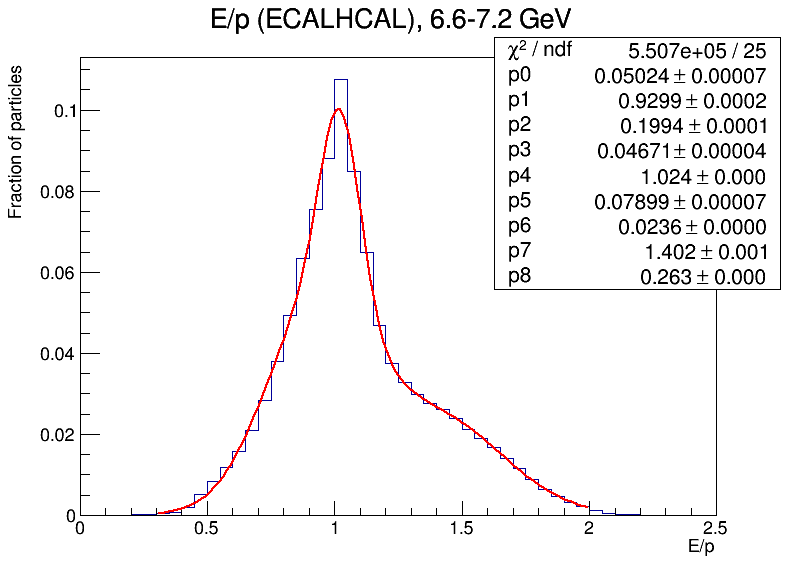 E/p (ECALHCAL), 6.6-7.2 GeV
χ² / ndf 5.507e+05 / 25
p0 0.05024 ± 0.00007
p1 0.9299 ± 0.0002
p2 0.1994 ± 0.0001
p3 0.04671 ± 0.00004
p4 1.024 ± 0.000
p5 0.07899 ± 0.00007
p6 0.0236 ± 0.0000
p7 1.402 ± 0.001
p8 0.263 ± 0.000
Fraction of particles
0.1
0.08
0.06
0.04
0.02
0
0 0.5 1 1.5 2 2.5
E/p